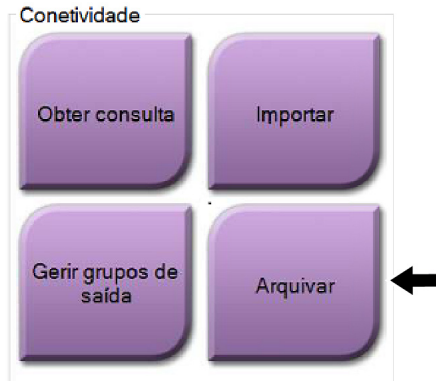 Conetividade
Obter consulta
Importar
Gerir grupos de
saída
Arquivar